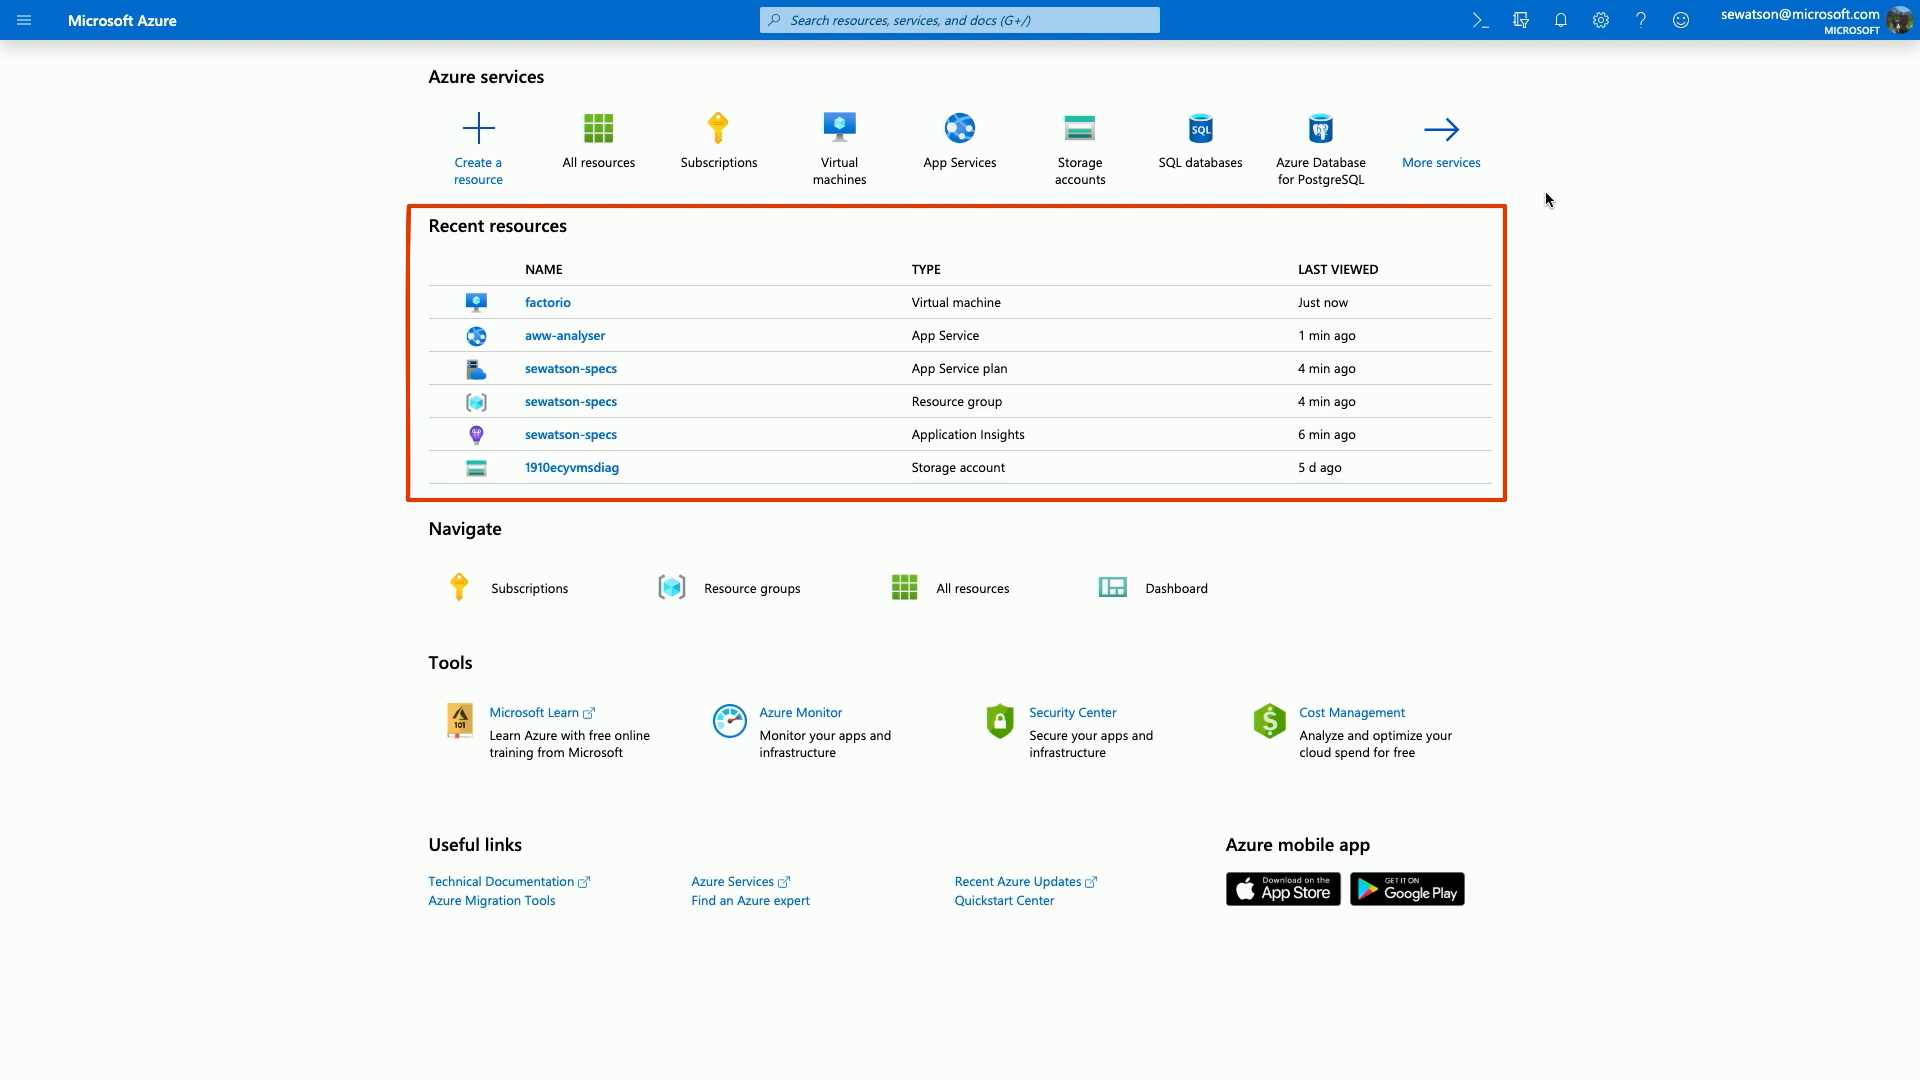 Microsoft Azure
Search resources, services, and docs (G+/)
sewatson@microsoft.com
MICROSOFT
Azure services
Create a
resource
All resources
Subscriptions
Virtual
machines
App Services
Storage
accounts
SQL
SQL databases
Azure Database
for PostgreSQL
More services
Recent resources
NAME TYPE LAST VIEWED
factorio Virtual machine Just now
aww-analyser App Service 1 min ago
sewatson-specs App Service plan 4 min ago
sewatson-specs Resource group 4 min ago
sewatson-specs Application Insights 6 min ago
1910ecyvmsdiag Storage account 5 d ago
Navigate
Subscriptions Resource groups All resources Dashboard
Tools
101
Microsoft Learn
Learn Azure with free online
training from Microsoft
Azure Monitor
Monitor your apps and
infrastructure
Security Center
Secure your apps and
infrastructure
Cost Management
Analyze and optimize your
cloud spend for free
Useful links
Technical Documentation
Azure Migration Tools
Azure Services
Find an Azure expert
Recent Azure Updates
Quickstart Center
Azure mobile app
Download on the
App Store
GET IT ON
Google Play